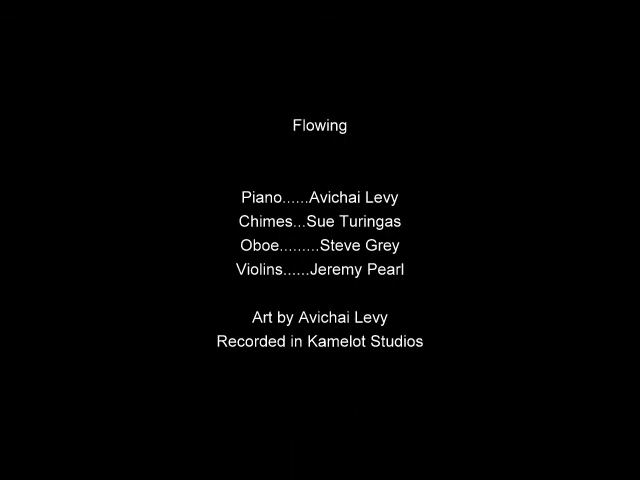 Flowing
Piano......Avichai Levy
Chimes...Sue Turingas
Oboe.........Steve Grey
Violins......Jeremy Pearl
Art by Avichai Levy
Recorded in Kamelot Studios